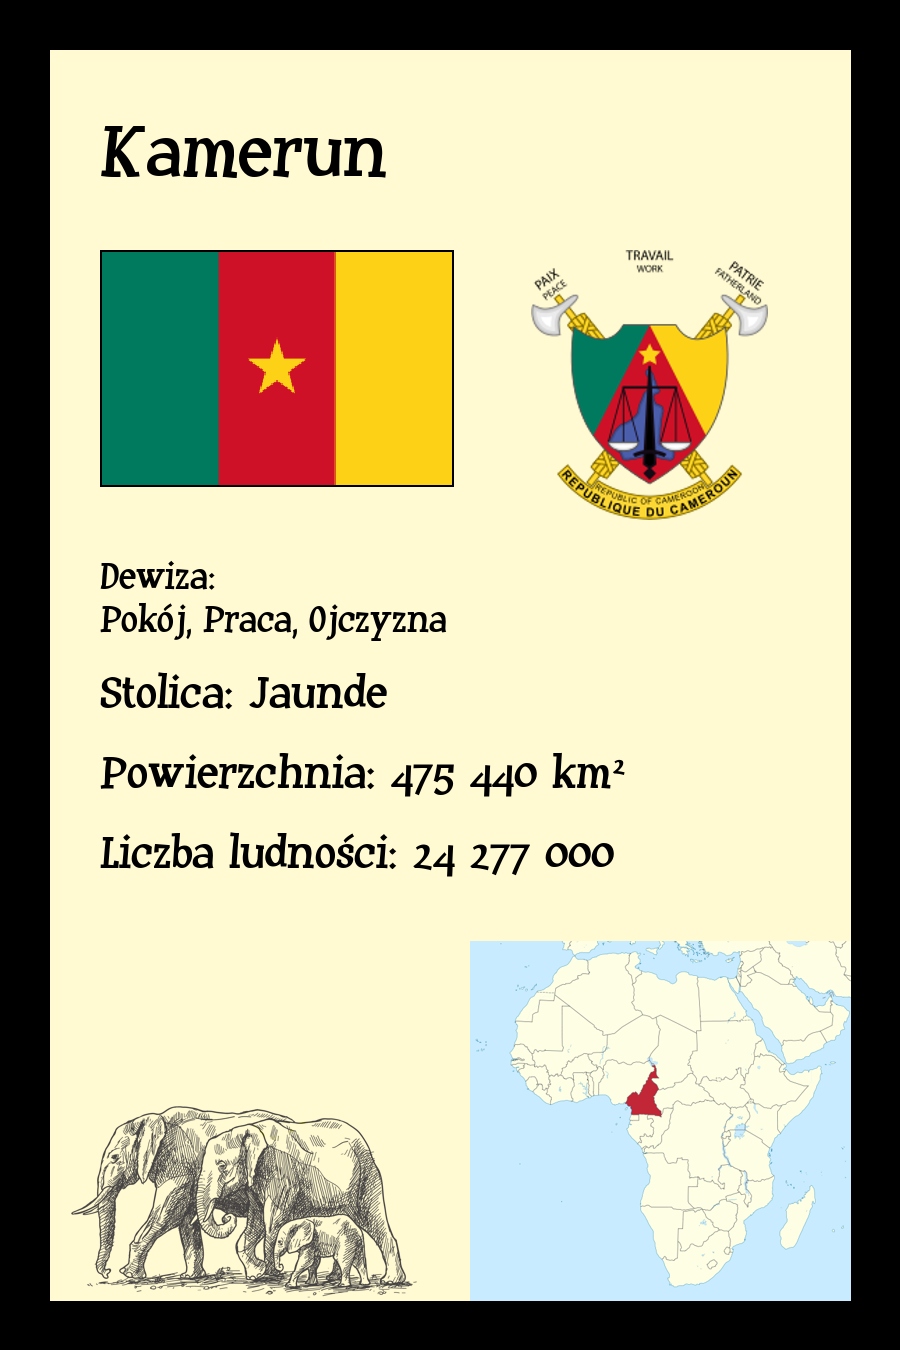 Kamerun
TRAVAIL
WORK
PAIX
PEACE
PATRIE
FATHERLAND
REPUBLIC OF CAMEROON
REPUBLIQUE DU CAMEROUN
Dewiza:
Pokój, Praca, Ojczyzna
Stolica: Jaunde
Powierzchnia: 475 440 km²
Liczba ludności: 24 277 000